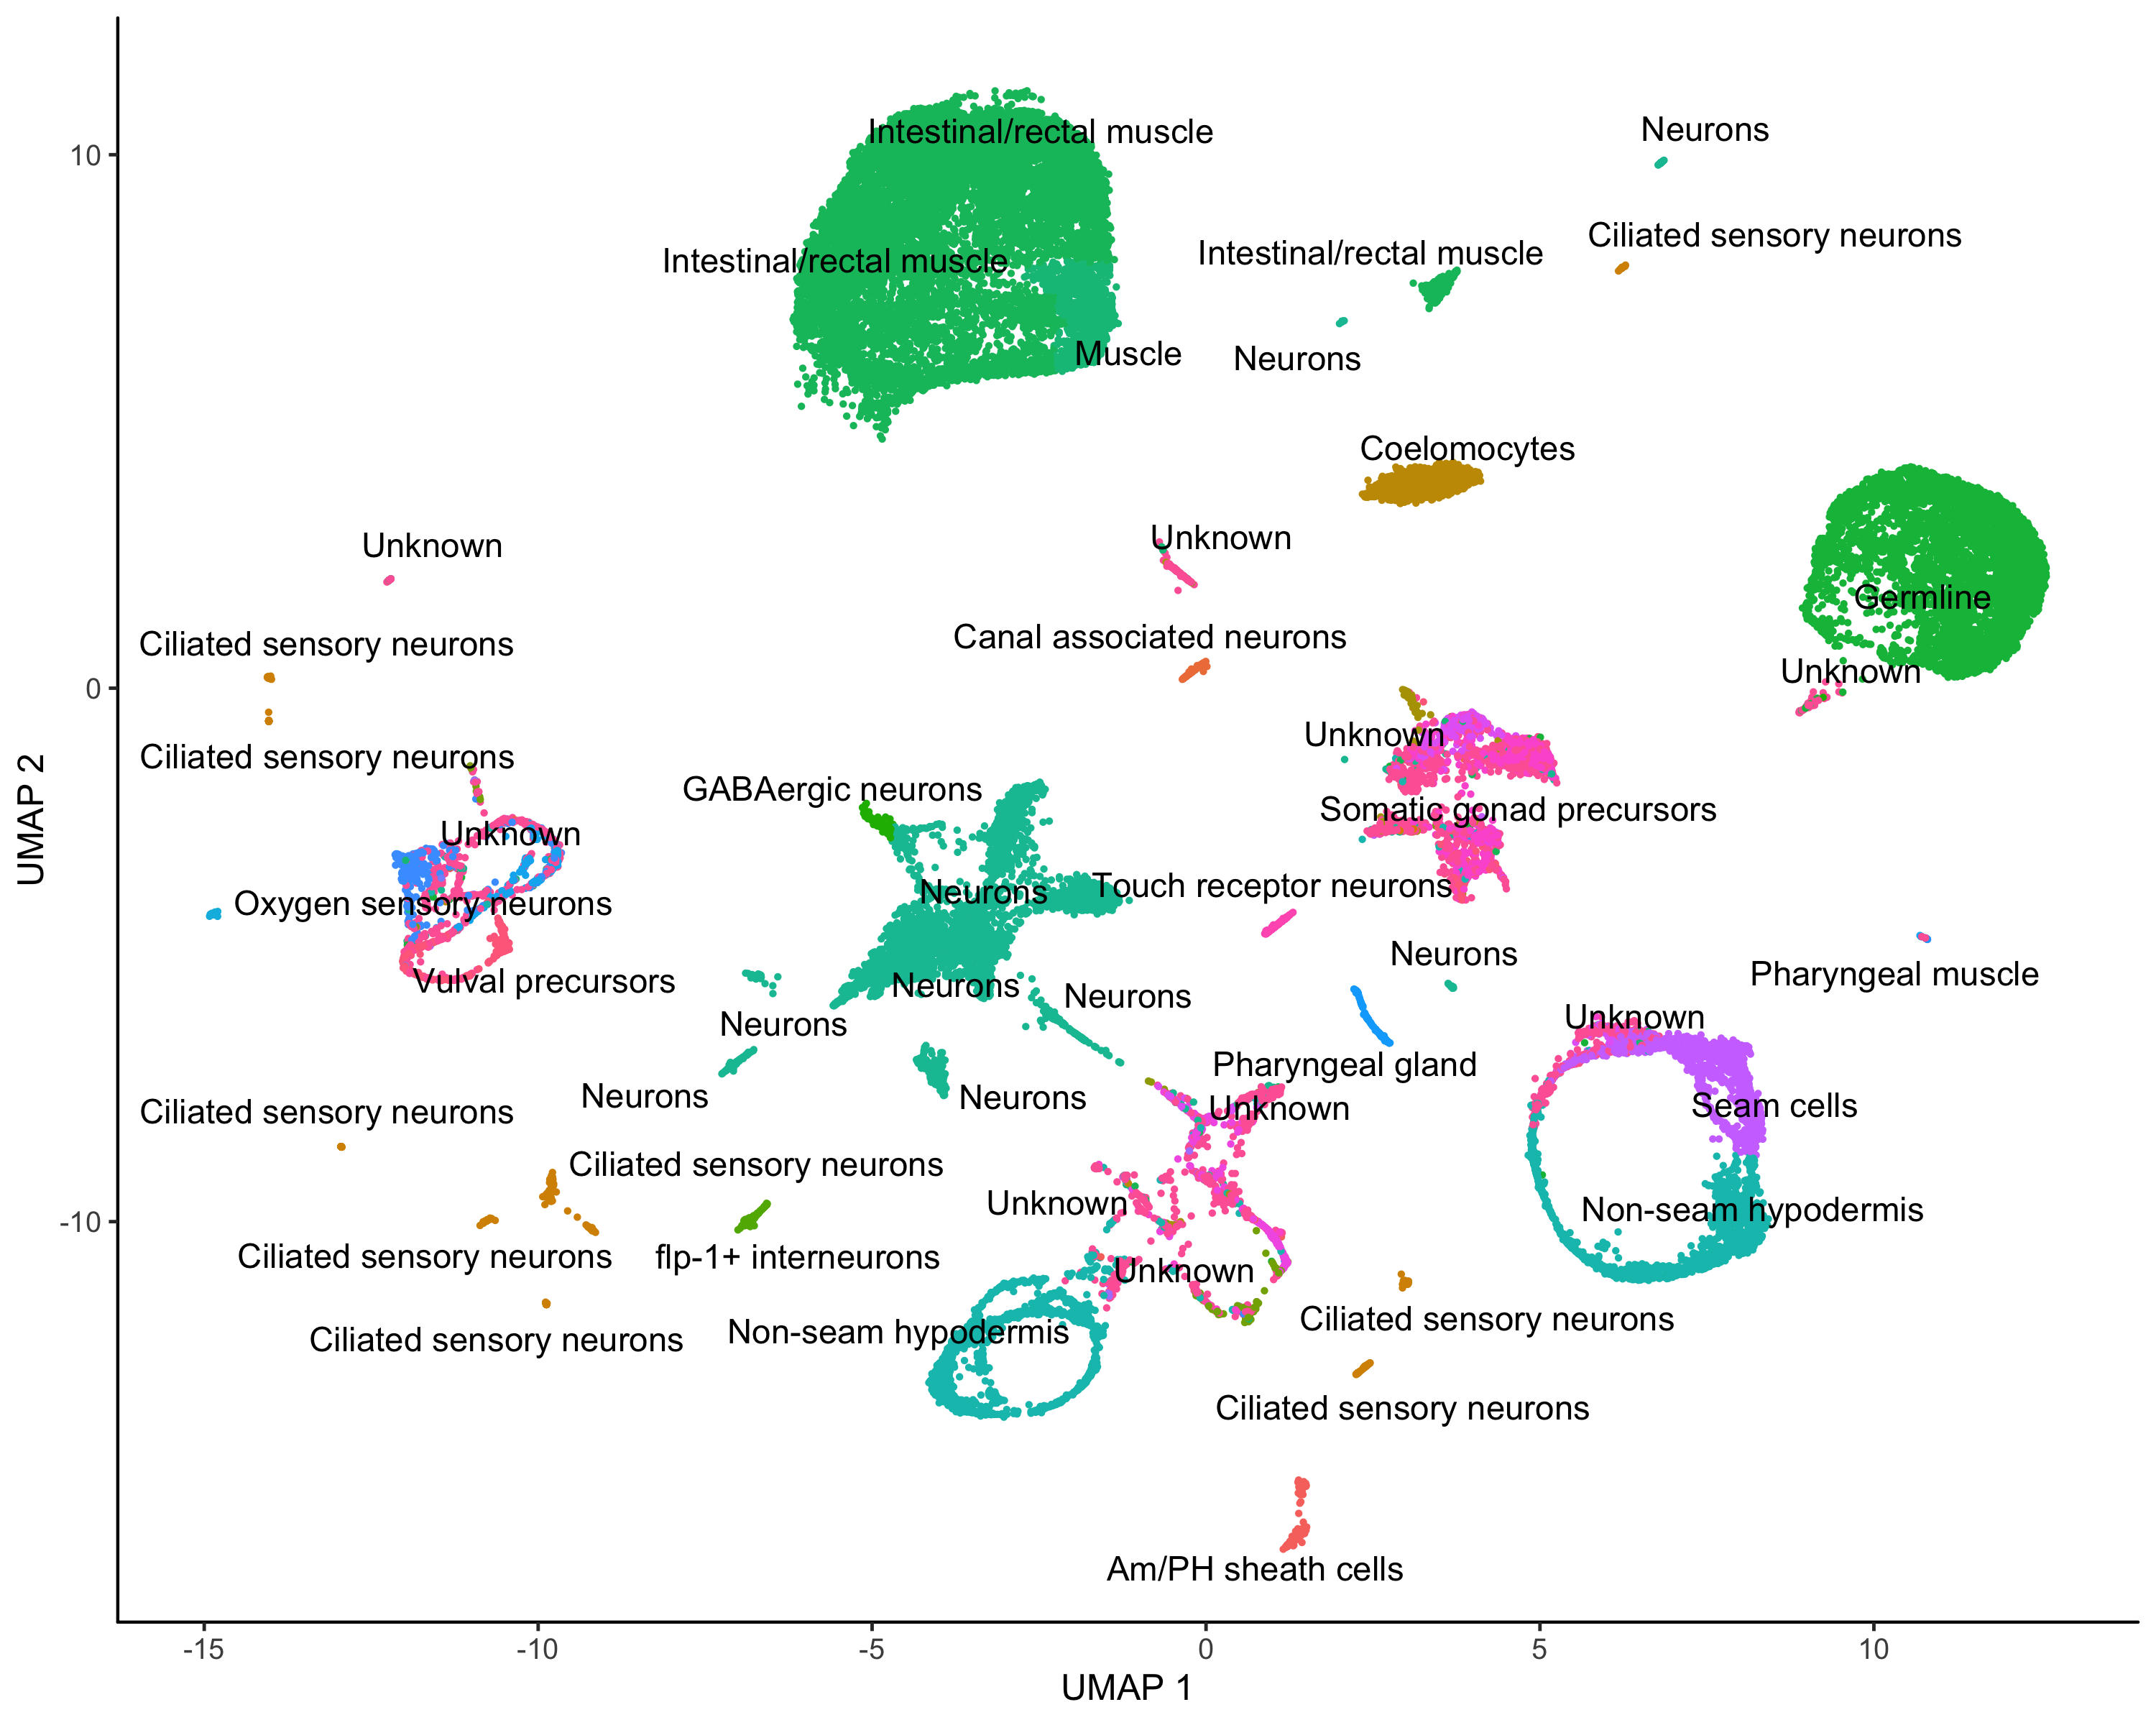 Intestinal/rectal muscle
Neurons
10
Ciliated sensory neurons
Intestinal/rectal muscle
Intestinal/rectal muscle
Muscle
Neurons
Coelomocytes
Unknown
Unknown
Germline
Canal associated neurons
Ciliated sensory neurons
Unknown
0
Unknown
Ciliated sensory neurons
GABAergic neurons
Somatic gonad precursors
UMAP 2
Unknown
Touch receptor neurons
Neurons
Oxygen sensory neurons
Neurons
Pharyngeal muscle
Vulval precursors
Neurons
Neurons
Unknown
Neurons
Pharyngeal gland
Neurons
Neurons
Seam cells
Unknown
Ciliated sensory neurons
Ciliated sensory neurons
Unknown
Non-seam hypodermis
-10
Ciliated sensory neurons
flp-1+ interneurons
Unknown
Ciliated sensory neurons
Non-seam hypodermis
Ciliated sensory neurons
Ciliated sensory neurons
Am/PH sheath cells
-15
-10
-5
0
5
10
UMAP 1